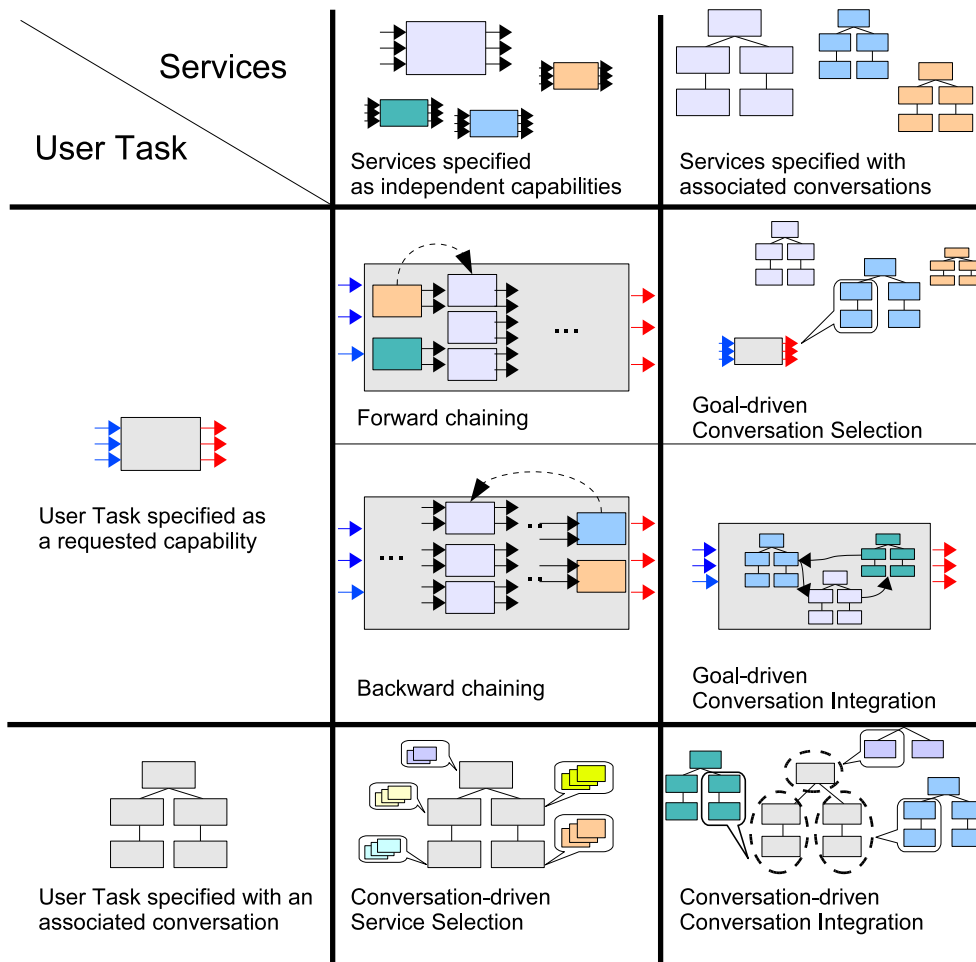 Services
User Task
Services specified
as independent capabilities
Services specified with
associated conversations
User Task specified as
a requested capability
...
Forward chaining
Goal-driven
Conversation Selection
...
..
..
Backward chaining
Goal-driven
Conversation Integration
User Task specified with an
associated conversation
Conversation-driven
Service Selection
Conversation-driven
Conversation Integration